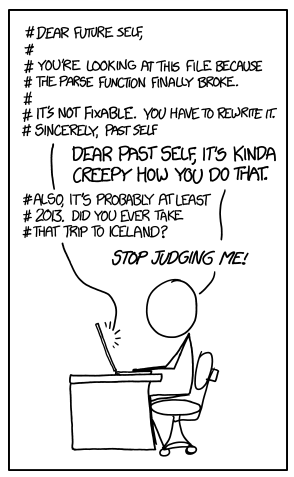 # DEAR FUTURE SELF,
#
# YOU'RE LOOKING AT THIS FILE BECAUSE
# THE PARSE FUNCTION FINALLY BROKE.
#
# IT'S NOT FIXABLE. YOU HAVE TO REWRITE IT.
# SINCERELY, PAST SELF
DEAR PAST SELF, IT'S KINDA
CREEPY HOW YOU DO THAT.
# ALSO, IT'S PROBABLY AT LEAST
# 2013. DID YOU EVER TAKE
# THAT TRIP TO ICELAND?
STOP JUDGING ME!